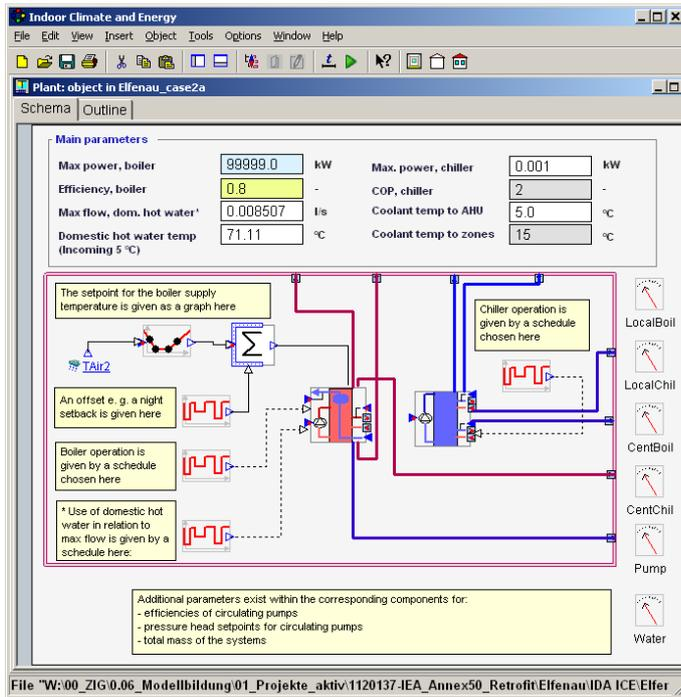 Indoor Climate and Energy
File Edit View Insert Object Tools Options Window Help
Plant: object in Elfenau_case2a
Schema Outline
Main parameters
Max power, boiler 99999.0 kW Max. power, chiller 0.001 kW
Efficiency, boiler 0.8 - COP, chiller 2 -
Max flow, dom. hot water* 0.008507 l/s Coolant temp to AHU 5.0 °C
Domestic hot water temp 71.11 °C Coolant temp to zones 15 °C
(Incoming 5 °C)
The setpoint for the boiler supply
temperature is given as a graph here
Chiller operation is
given by a schedule
chosen here
TAir2
Σ
An offset e. g. a night
setback is given here
Boiler operation is
given by a schedule
chosen here
* Use of domestic hot
water in relation to
max flow is given by a
schedule here:
LocalBoil
LocalChil
CentBoil
CentChil
Pump
Water
Additional parameters exist within the corresponding components for:
- efficiencies of circulating pumps
- pressure head setpoints for circulating pumps
- total mass of the systems
File "W:\00_ZIG\0.06_Modellbildung\01_Projekte_aktiv\1120137-IEA_Annex50_Retrofit\Elfenau\IDA ICE\Elfer